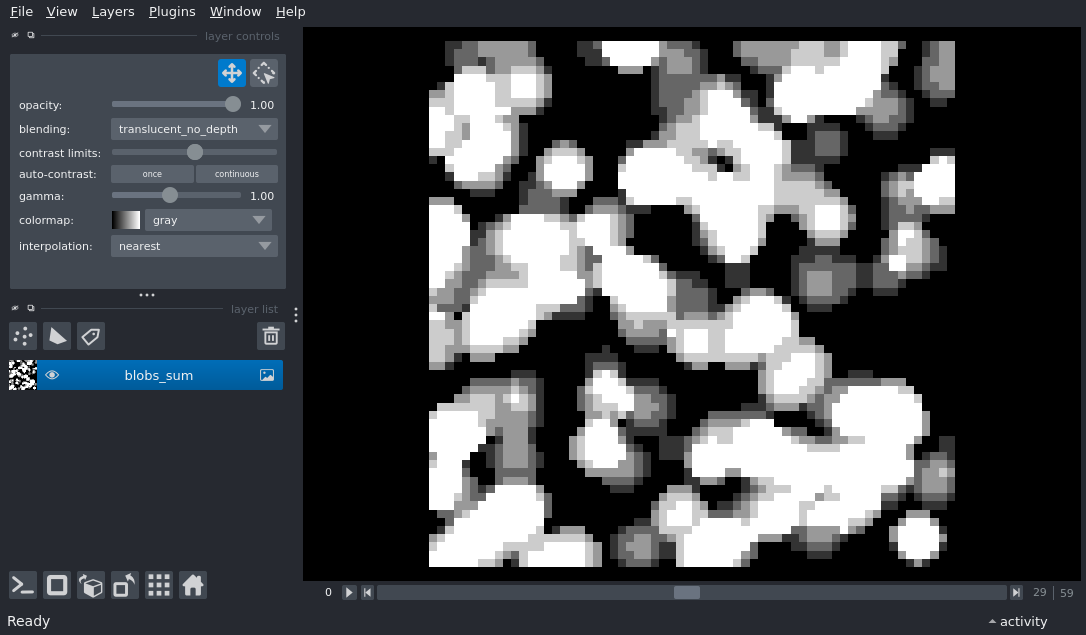 File View Layers Plugins Window Help
layer controls
opacity: 1.00
blending: translucent_no_depth
contrast limits:
auto-contrast: once continuous
gamma: 1.00
colormap: gray
interpolation: nearest
layer list
blobs_sum
0 29 59
Ready activity